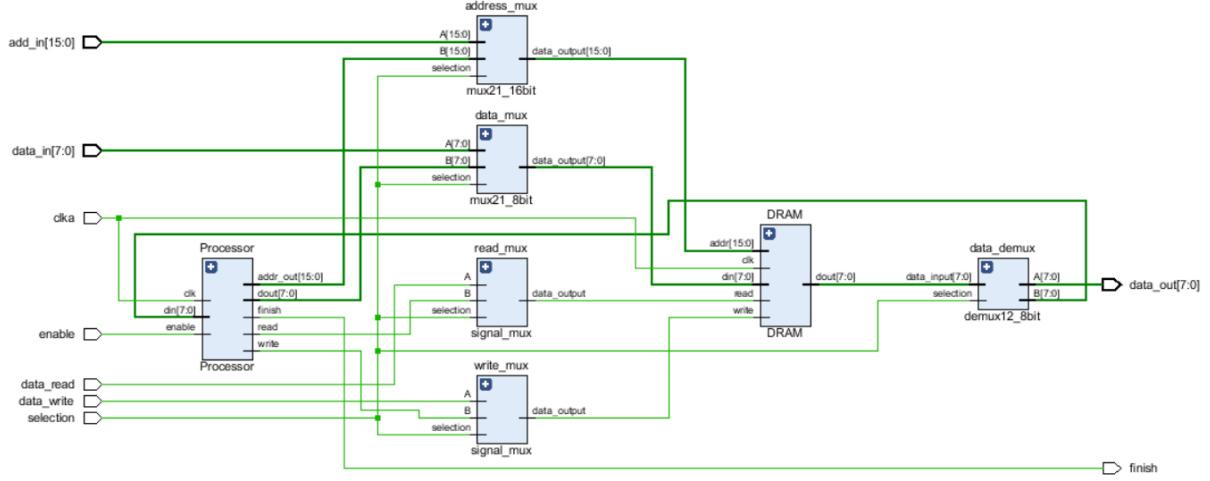 address_mux
add_in[15:0]
A[15:0]
B[15:0]
data_output[15:0]
selection
mux21_16bit
data_mux
data_in[7:0]
A[7:0]
B[7:0]
data_output[7:0]
selection
mux21_8bit
clka
Processor
clk
din[7:0]
enable
addr_out[15:0]
dout[7:0]
finish
read
write
Processor
enable
read_mux
A
B
data_output
selection
signal_mux
DRAM
addr[15:0]
clk
din[7:0]
dout[7:0]
read
write
DRAM
data_demux
data_input[7:0]
A[7:0]
selection
B[7:0]
demux12_8bit
data_out[7:0]
data_read
data_write
selection
write_mux
A
B
data_output
selection
signal_mux
finish